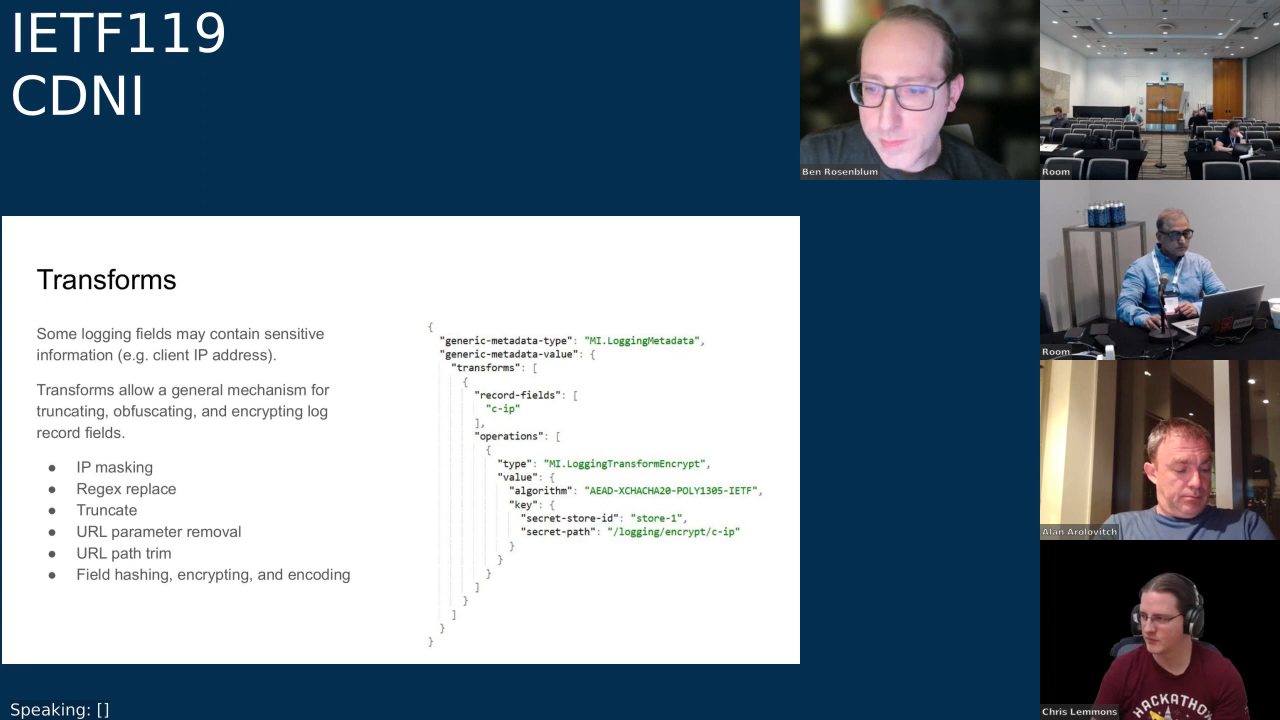 IETF119
CDNI
Ben Rosenblum
Room
Room
Alan Arolovitch
Chris Lemmons
HACKATHON
Transforms
Some logging fields may contain sensitive
information (e.g. client IP address).
Transforms allow a general mechanism for
truncating, obfuscating, and encrypting log
record fields.
● IP masking
● Regex replace
● Truncate
● URL parameter removal
● URL path trim
● Field hashing, encrypting, and encoding
{
"generic-metadata-type": "MI.LoggingMetadata",
"generic-metadata-value": {
"transforms": [
{
"record-fields": [
"c-ip"
],
"operations": [
{
"type": "MI.LoggingTransformEncrypt",
"value": {
"algorithm": "AEAD-XCHACHA20-POLY1305-IETF",
"key": {
"secret-store-id": "store-1",
"secret-path": "/logging/encrypt/c-ip"
}
}
}
]
}
]
}
}
Speaking: []